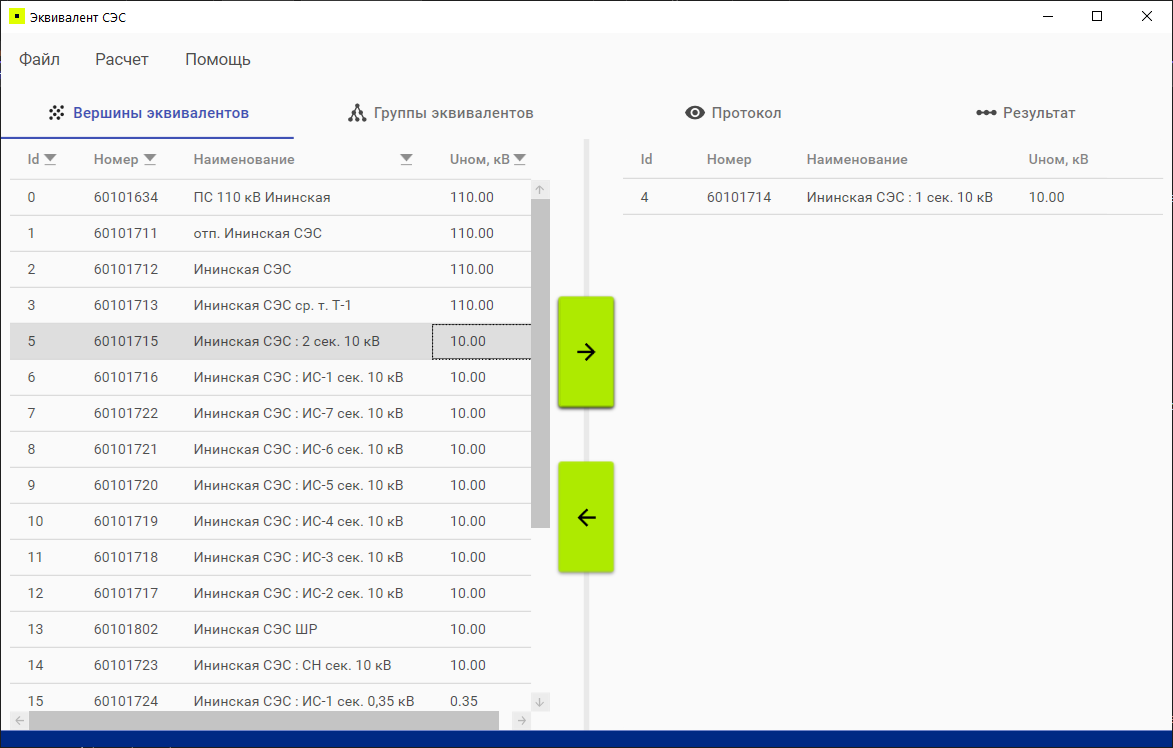 Эквивалент СЭС
Файл Расчет Помощь
Вершины эквивалентов Группы эквивалентов Протокол Результат
Id Номер Наименование Uном, кВ
0 60101634 ПС 110 кВ Ининская 110.00
1 60101711 отп. Ининская СЭС 110.00
2 60101712 Ининская СЭС 110.00
3 60101713 Ининская СЭС ср. т. Т-1 110.00
5 60101715 Ининская СЭС : 2 сек. 10 кВ 10.00
6 60101716 Ининская СЭС : ИС-1 сек. 10 кВ 10.00
7 60101722 Ининская СЭС : ИС-7 сек. 10 кВ 10.00
8 60101721 Ининская СЭС : ИС-6 сек. 10 кВ 10.00
9 60101720 Ининская СЭС : ИС-5 сек. 10 кВ 10.00
10 60101719 Ининская СЭС : ИС-4 сек. 10 кВ 10.00
11 60101718 Ининская СЭС : ИС-3 сек. 10 кВ 10.00
12 60101717 Ининская СЭС : ИС-2 сек. 10 кВ 10.00
13 60101802 Ининская СЭС ШР 10.00
14 60101723 Ининская СЭС : СН сек. 10 кВ 10.00
15 60101724 Ининская СЭС : ИС-1 сек. 0,35 кВ 0.35
Id Номер Наименование Uном, кВ
4 60101714 Ининская СЭС : 1 сек. 10 кВ 10.00